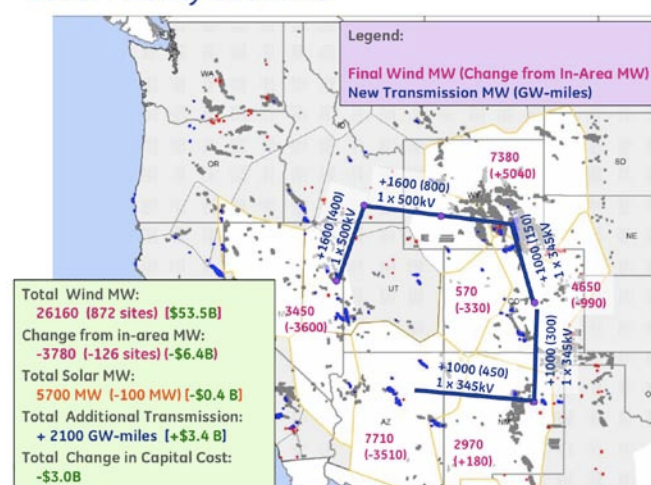 Legend:
Final Wind MW (Change from In-Area MW)
New Transmission MW (GW-miles)
WA
OR
ID
SD
NE
UT
CO
AZ
7380
(+5040)
+1600 (800)
1 x 500kV
+1600 (400)
1 x 500kV
+1000 (150)
1 x 345kV
570
(-330)
4650
(-990)
3450
(-3600)
+1000 (300)
1 x 345kV
+1000 (450)
1 x 345kV
7710
(-3510)
2970
(+180)
Total Wind MW:
26160 (872 sites) [$53.5B]
Change from in-area MW:
-3780 (-126 sites) (-$6.4B)
Total Solar MW:
5700 MW (-100 MW) [-$0.4 B]
Total Additional Transmission:
+ 2100 GW-miles [+$3.4 B]
Total Change in Capital Cost:
-$3.0B